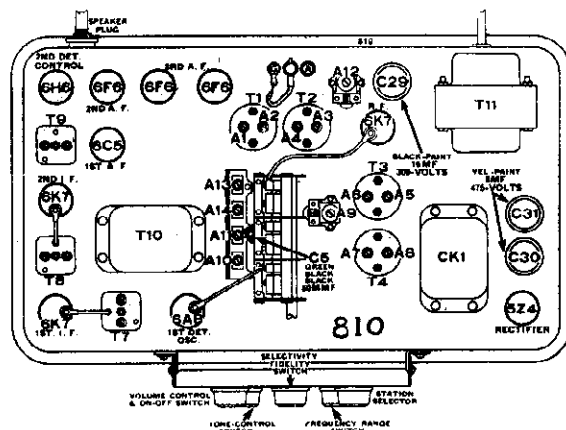 SPEAKER
PLUG
810
2ND DET.
CONTROL
3RD A.F.
6H6
6F6
6F6
6F6
2ND A.F.
T9
6C5
1ST A F
T1
T2
A1
A2
A4
A3
A12
C29
R.F.
6K7
BLACK-PAINT
16MF
300-VOLTS
T11
YEL-PAINT
8MF
475-VOLTS
2ND I.F.
6K7
T10
A13
A14
A11
A10
A9
T3
A6
A5
C31
T8
C5
GREEN
BLACK
BLACK
A7
A8
T4
CK1
C30
6K7
1ST. I.F.
T7
6A8
1ST DET.
OSC.
810
5Z4
RECTIFIER
SELECTIVITY
FIDELITY
SWITCH
VOLUME CONTROL
& ON-OFF SWITCH
STATION
SELECTOR
TONE-CONTROL
FREQUENCY RANGE